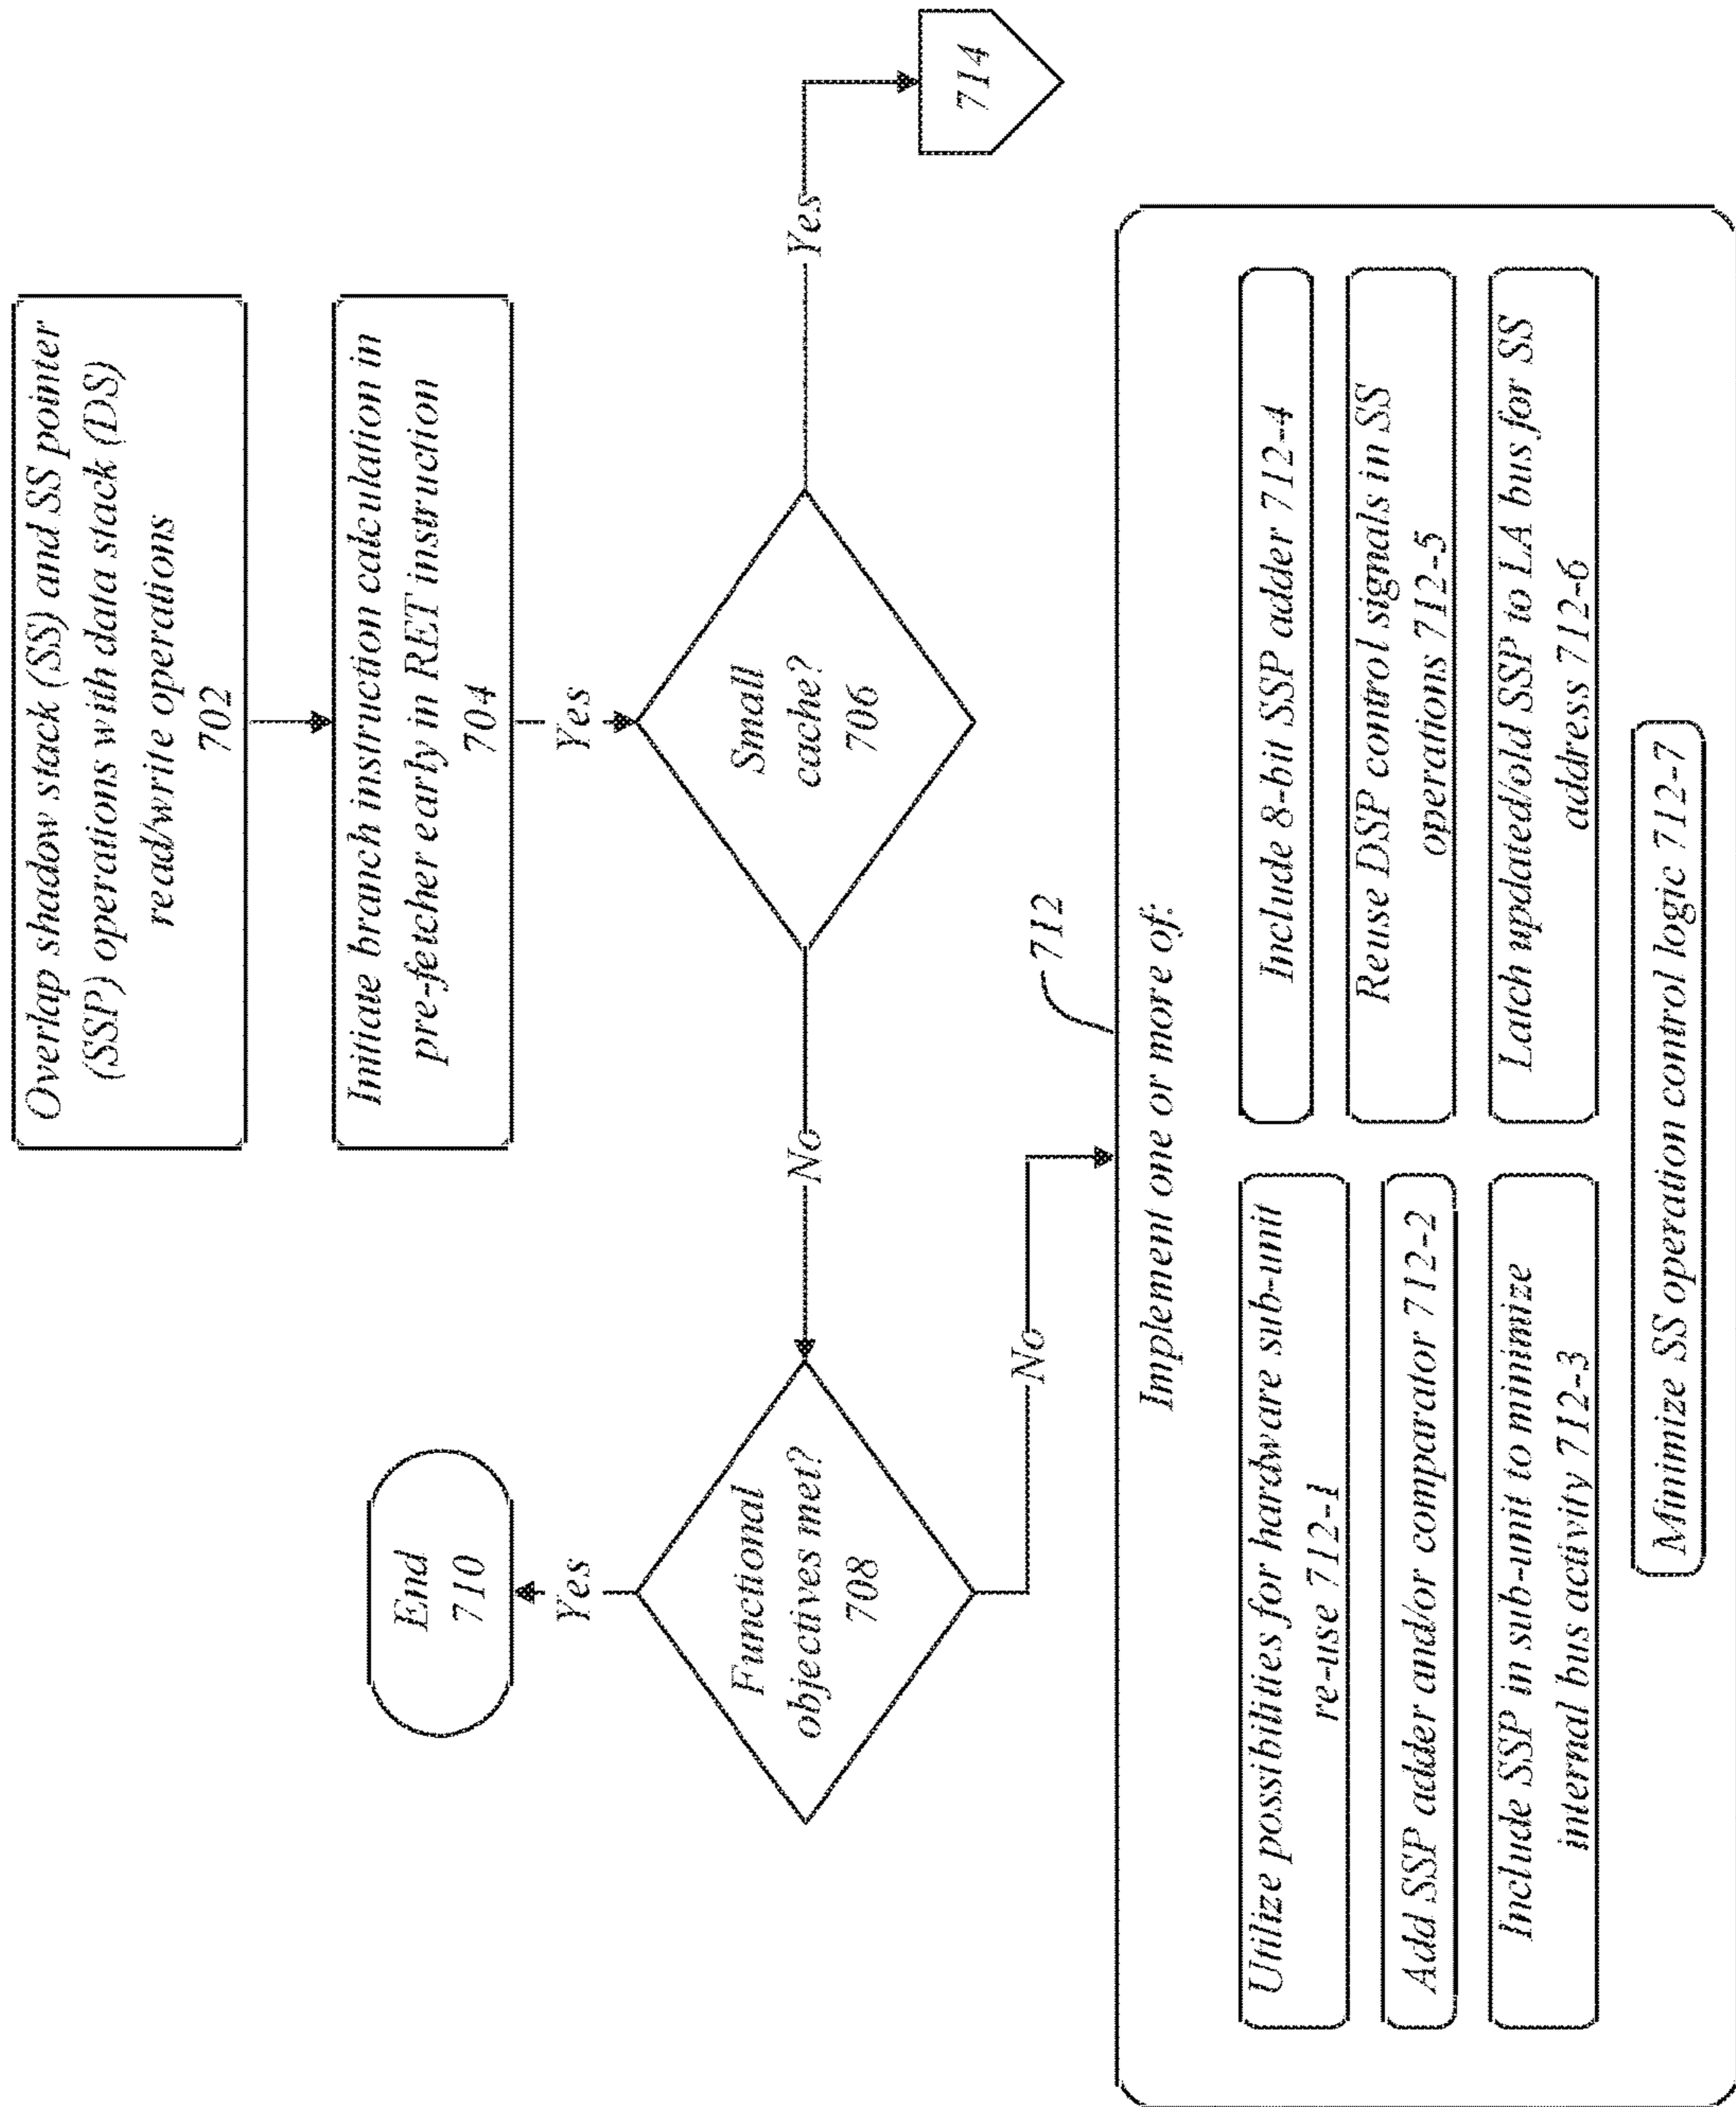 Overlap shadow stack (SS) and SS pointer
(SSP) operations with data stack (DS)
read/write operations
702
Initiate branch instruction calculation in
pre-fetcher early in RET instruction
704
Yes
Small
cache?
706
Yes
714
No
Functional
objectives met?
708
Yes
End
710
No
712
Implement one or more of:
Utilize possibilities for hardware sub-unit
re-use 712-1
Add SSP adder and/or comparator 712-2
Include SSP in sub-unit to minimize
internal bus activity 712-3
Include 8-bit SSP adder 712-4
Reuse DSP control signals in SS
operations 712-5
Latch updated/old SSP to LA bus for SS
address 712-6
Minimize SS operation control logic 712-7